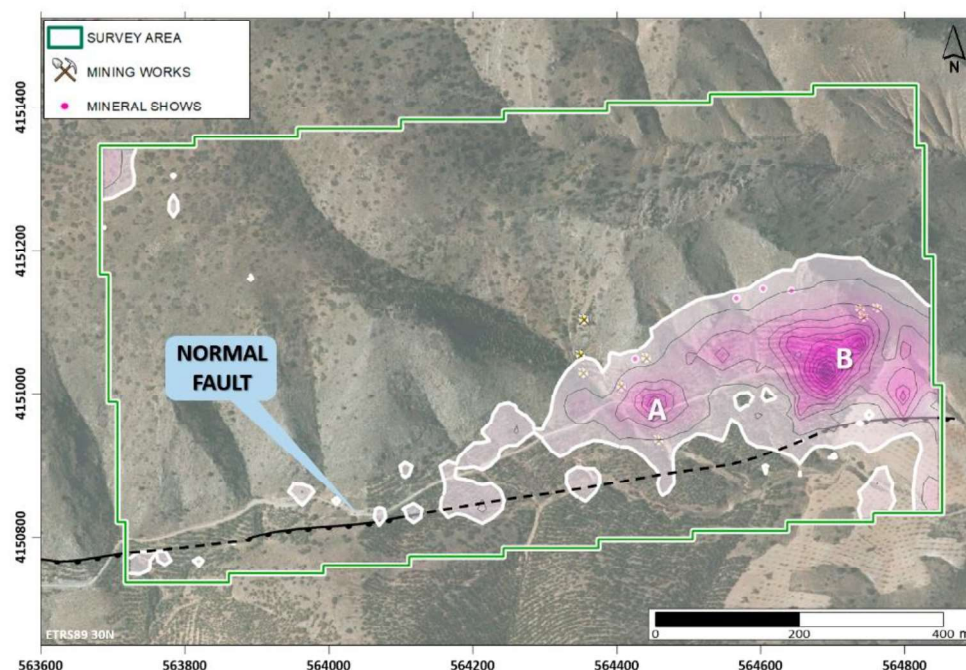 SURVEY AREA
MINING WORKS
MINERAL SHOWS
N
4151400
4151200
4151000
4150800
NORMAL
FAULT
A
B
ETRS89 30N
0 200 400 m
563600 563800 564000 564200 564400 564600 564800